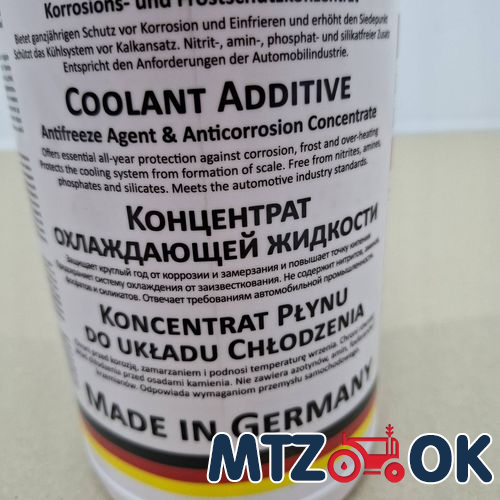 Korrosions- und Frostschutzkonzentrat
Bietet ganzjährigen Schutz vor Korrosion und Einfrieren und erhöht den Siedepunkt
Schützt das Kühlsystem vor Kalkansatz. Nitrit-, amin-, phosphat- und silikatfreier Zusatz
Entspricht den Anforderungen der Automobilindustrie.
COOLANT ADDITIVE
Antifreeze Agent & Anticorrosion Concentrate
Offers essential all-year protection against corrosion, frost and over-heating
Protects the cooling system from formation of scale. Free from nitrites, amines,
phosphates and silicates. Meets the automotive industry standards.
КОНЦЕНТРАТ
ОХЛАЖДАЮЩЕЙ ЖИДКОСТИ
Защищает круглый год от коррозии и замерзания и повышает точку кипения
Предохраняет систему охлаждения от заизвесткования. Не содержит нитритов, аминов,
фосфатов и силикатов. Отвечает требованиям автомобильной промышленности.
KONCENTRAT PŁYNU
DO UKŁADU CHŁODZENIA
Chroni przed korozją, zamarzaniem i podnosi temperaturę wrzenia. Chroni
układ chłodzenia przed osadami kamienia. Nie zawiera azotynów, amin,
krzemianów. Odpowiada wymaganiom przemysłu samochodowego.
MADE IN GERMANY
MTZ OK